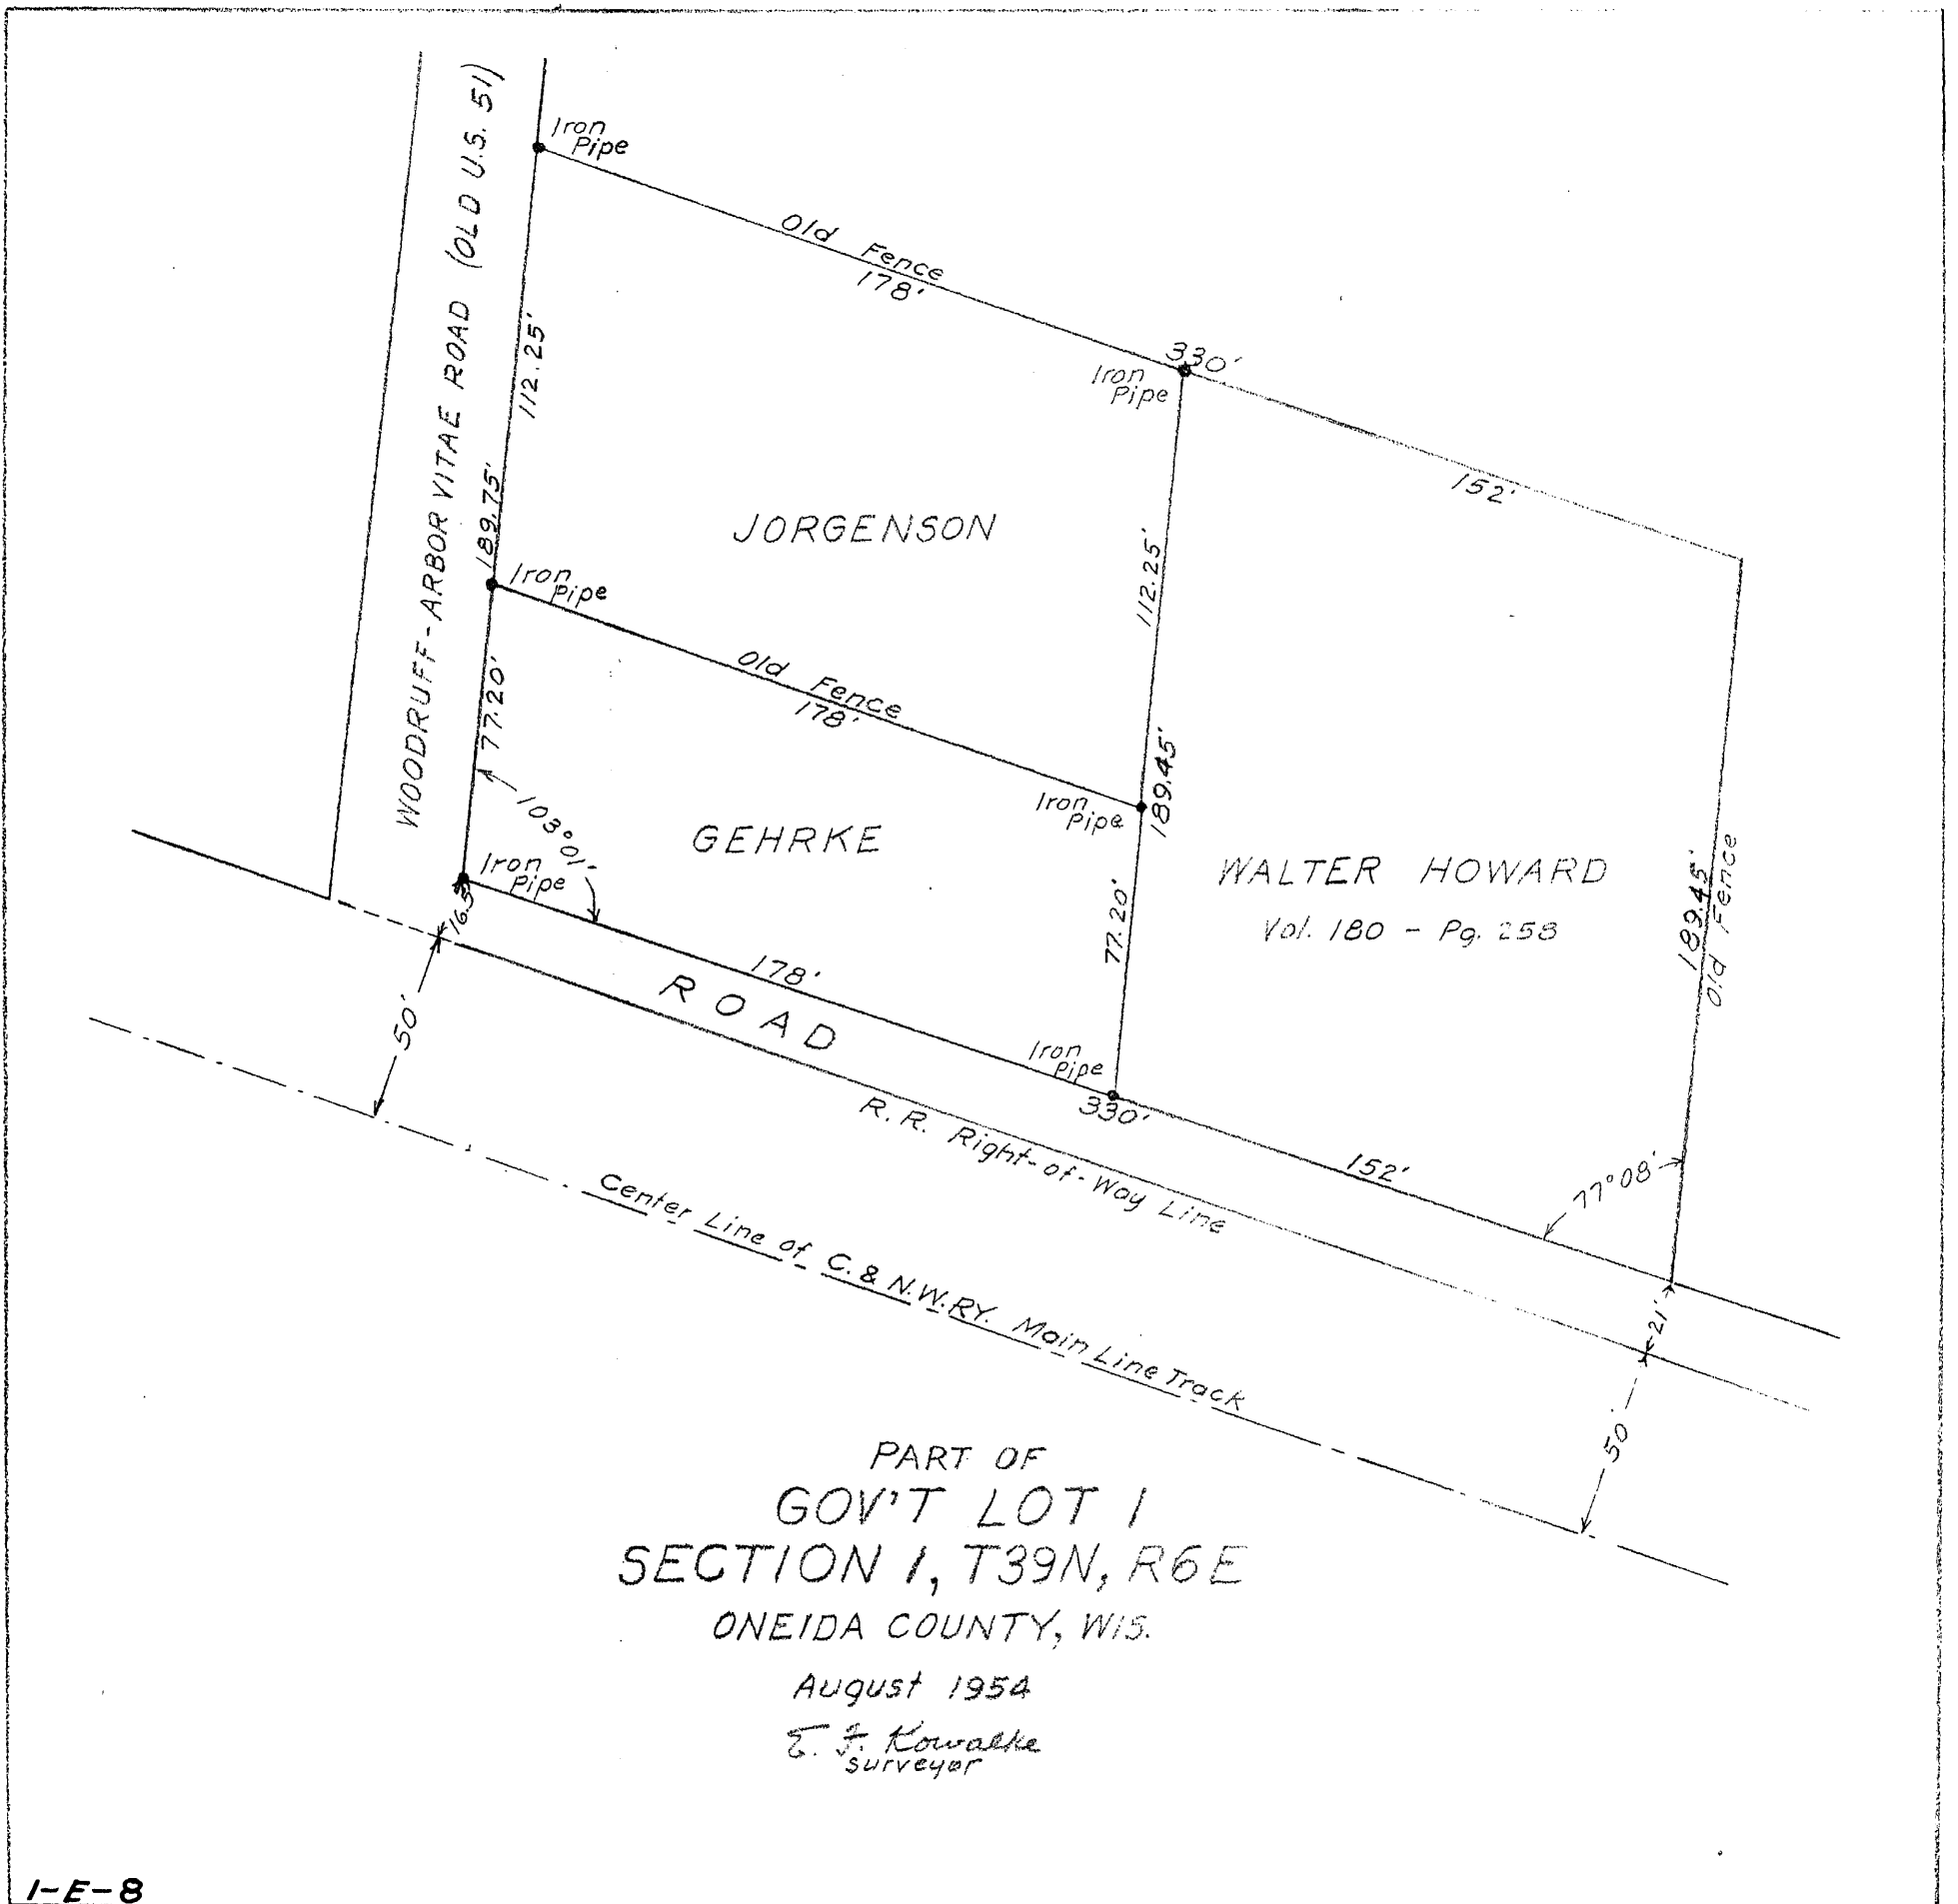 WOODRUFF-ARBOR VITAE ROAD (OLD U.S. 51)
Iron
Pipe
Old Fence
178'
330'
Iron
Pipe
152'
112.25'
189.75'
JORGENSON
112.25'
Iron
Pipe
Old Fence
178'
77.20'
189.45'
Iron
Pipe
103°01'
GEHRKE
WALTER HOWARD
Vol. 180 - Pg. 258
189.45'
Old Fence
Iron
Pipe
16.5'
77.20'
178'
ROAD
50'
Iron
Pipe
330'
R.R. Right-of-Way Line
152'
77°08'
Center Line of C. & N.W. RY. Main Line Track
21'
50'
PART OF
GOV'T LOT 1
SECTION 1, T39N, R6E
ONEIDA COUNTY, WIS.
August 1954
E. F. Kowalke
Surveyor
1-E-8